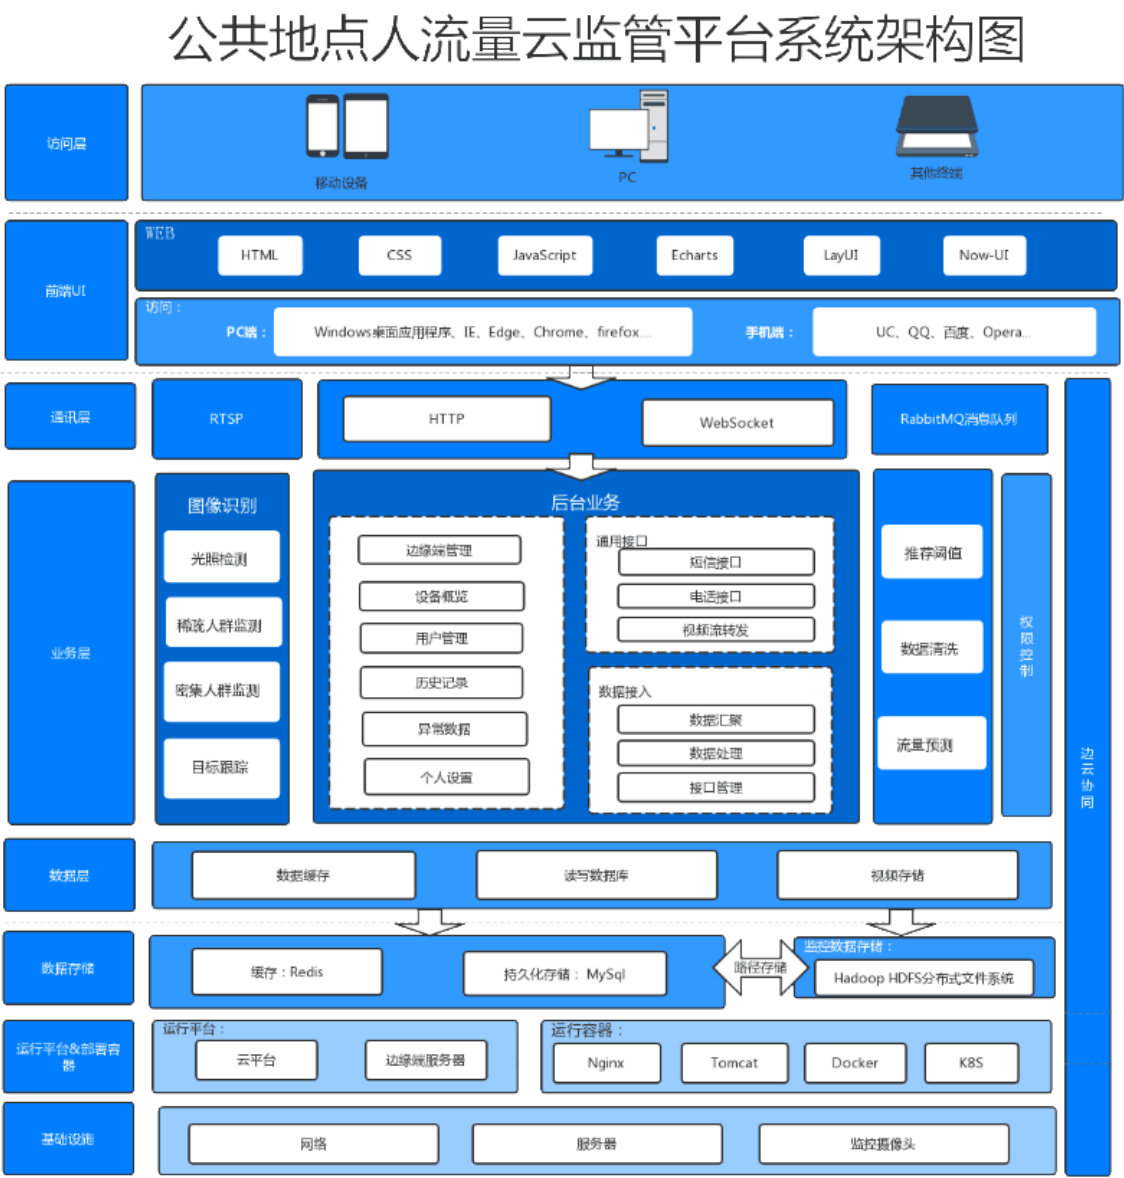 公共地点人流量云监管平台系统架构图
访问层
移动设备
PC
其他终端
前端UI
WEB
HTML
CSS
JavaScript
Echarts
LayUI
Now-UI
访问：
PC端：
Windows桌面应用程序、IE、Edge、Chrome、firefox....
手机端：
UC、QQ、百度、Opera...
通讯层
RTSP
HTTP
WebSocket
RabbitMQ消息队列
业务层
图像识别
光照检测
稀疏人群监测
密集人群监测
目标跟踪
后台业务
边缘端管理
设备概览
用户管理
历史记录
异常数据
个人设置
通用接口
短信接口
电话接口
视频流转发
数据接入
数据汇聚
数据处理
接口管理
推荐阈值
数据清洗
流量预测
权限控制
边云协同
数据层
数据缓存
读写数据库
视频存储
数据存储
缓存：Redis
持久化存储： MySql
路径存储
监控数据存储：
Hadoop HDFS分布式文件系统
运行平台&部署容
器
运行平台：
云平台
边缘端服务器
运行容器：
Nginx
Tomcat
Docker
K8S
基础设施
网络
服务器
监控摄像头